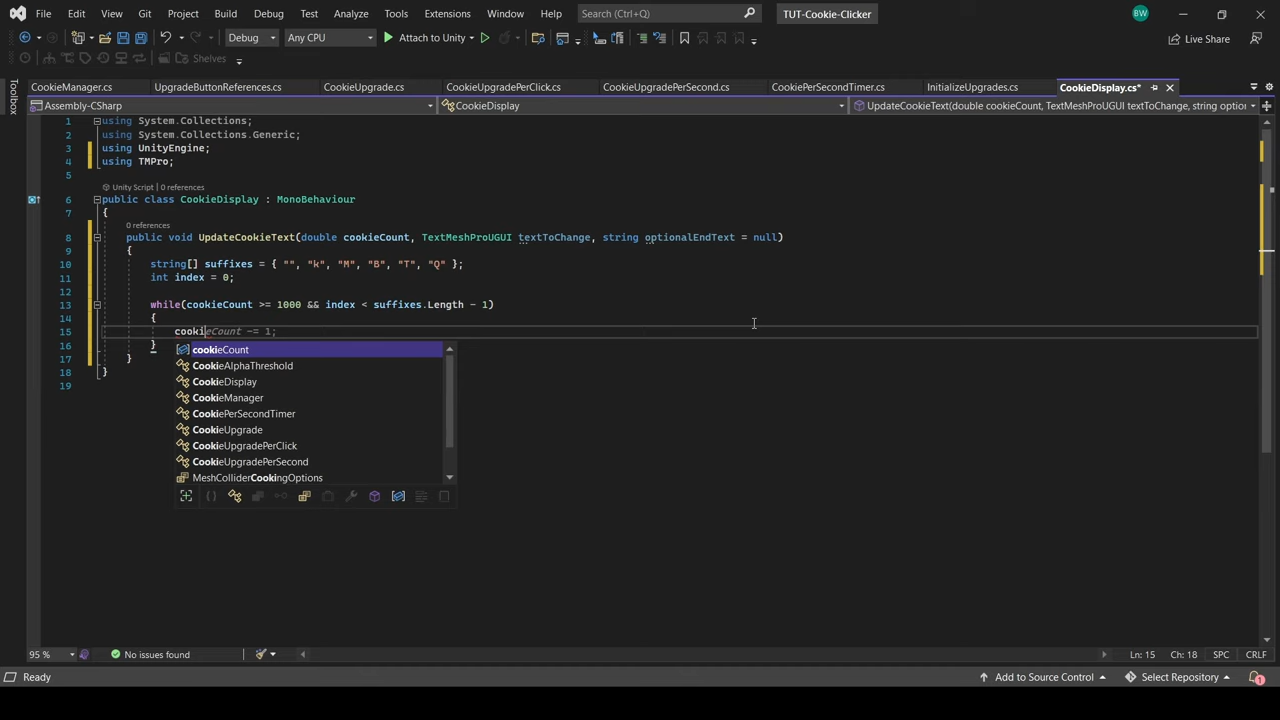 File Edit View Git Project Build Debug Test Analyze Tools Extensions Window Help Search (Ctrl+Q) TUT-Cookie-Clicker BW
Debug Any CPU Attach to Unity Live Share
Shelves
CookieManager.cs UpgradeButtonReferences.cs CookieUpgrade.cs CookieUpgradePerClick.cs CookieUpgradePerSecond.cs CookiePerSecondTimer.cs InitializeUpgrades.cs CookieDisplay.cs*
Toolbox
Assembly-CSharp CookieDisplay UpdateCookieText(double cookieCount, TextMeshProUGUI textToChange, string optio
1 using System.Collections;
2 using System.Collections.Generic;
3 using UnityEngine;
4 using TMPro;
5
Unity Script | 0 references
6 public class CookieDisplay : MonoBehaviour
7 {
0 references
8 public void UpdateCookieText(double cookieCount, TextMeshProUGUI textToChange, string optionalEndText = null)
9 {
10 string[] suffixes = { "", "k", "M", "B", "T", "Q" };
11 int index = 0;
12
13 while(cookieCount >= 1000 && index < suffixes.Length - 1)
14 {
15 cookieCount -= 1;
16 }
17 }
18 }
19
cookieCount
CookieAlphaThreshold
CookieDisplay
CookieManager
CookiePerSecondTimer
CookieUpgrade
CookieUpgradePerClick
CookieUpgradePerSecond
MeshColliderCookingOptions
95 % No issues found Ln: 15 Ch: 18 SPC CRLF
Ready Add to Source Control Select Repository 1